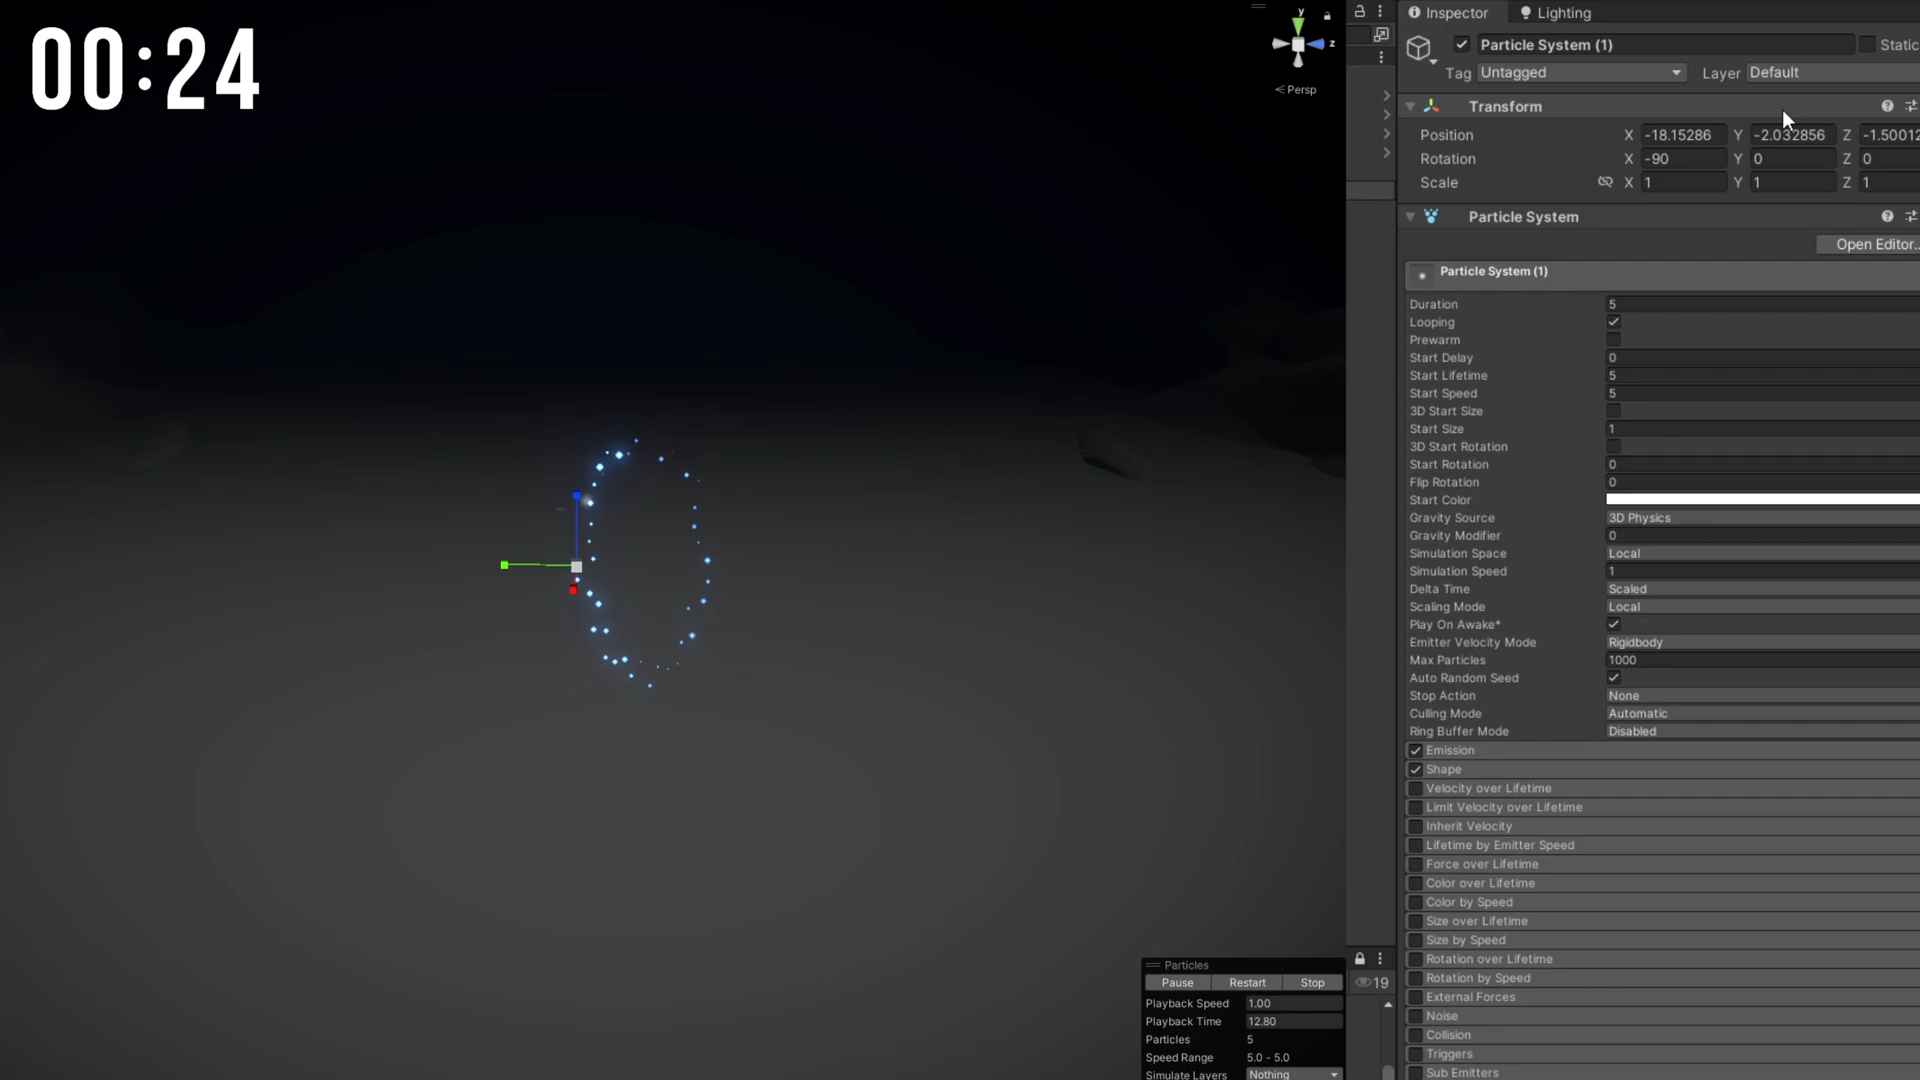 00:24
y
z
Persp
Inspector
Lighting
Particle System (1)
Static
Tag Untagged
Layer Default
Transform
Position X -18.15286 Y -2.032856 Z -1.50012
Rotation X -90 Y 0 Z 0
Scale X 1 Y 1 Z 1
Particle System
Open Editor..
Particle System (1)
Duration 5
Looping
Prewarm
Start Delay 0
Start Lifetime 5
Start Speed 5
3D Start Size
Start Size 1
3D Start Rotation
Start Rotation 0
Flip Rotation 0
Start Color
Gravity Source 3D Physics
Gravity Modifier 0
Simulation Space Local
Simulation Speed 1
Delta Time Scaled
Scaling Mode Local
Play On Awake*
Emitter Velocity Mode Rigidbody
Max Particles 1000
Auto Random Seed
Stop Action None
Culling Mode Automatic
Ring Buffer Mode Disabled
Emission
Shape
Velocity over Lifetime
Limit Velocity over Lifetime
Inherit Velocity
Lifetime by Emitter Speed
Force over Lifetime
Color over Lifetime
Color by Speed
Size over Lifetime
Size by Speed
Rotation over Lifetime
Rotation by Speed
External Forces
Noise
Collision
Triggers
Sub Emitters
19
Particles
Pause Restart Stop
Playback Speed 1.00
Playback Time 12.80
Particles 5
Speed Range 5.0 - 5.0
Simulate Layers Nothing